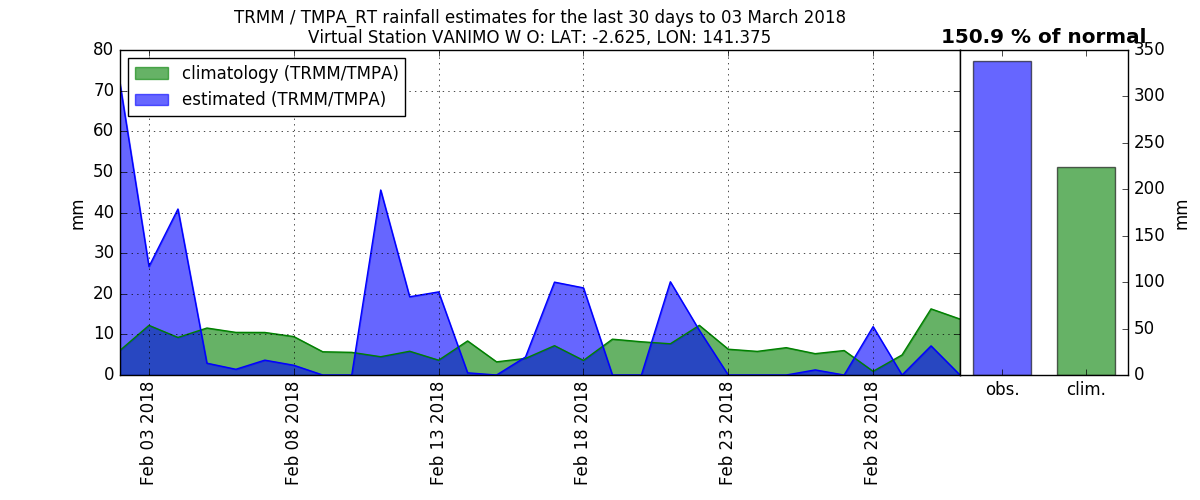 TRMM / TMPA_RT rainfall estimates for the last 30 days to 03 March 2018
Virtual Station VANIMO W O: LAT: -2.625, LON: 141.375
150.9 % of normal
climatology (TRMM/TMPA)
estimated (TRMM/TMPA)
80
70
60
50
40
30
20
10
0
mm
350
300
250
200
150
100
50
0
mm
Feb 03 2018
Feb 08 2018
Feb 13 2018
Feb 18 2018
Feb 23 2018
Feb 28 2018
obs.
clim.